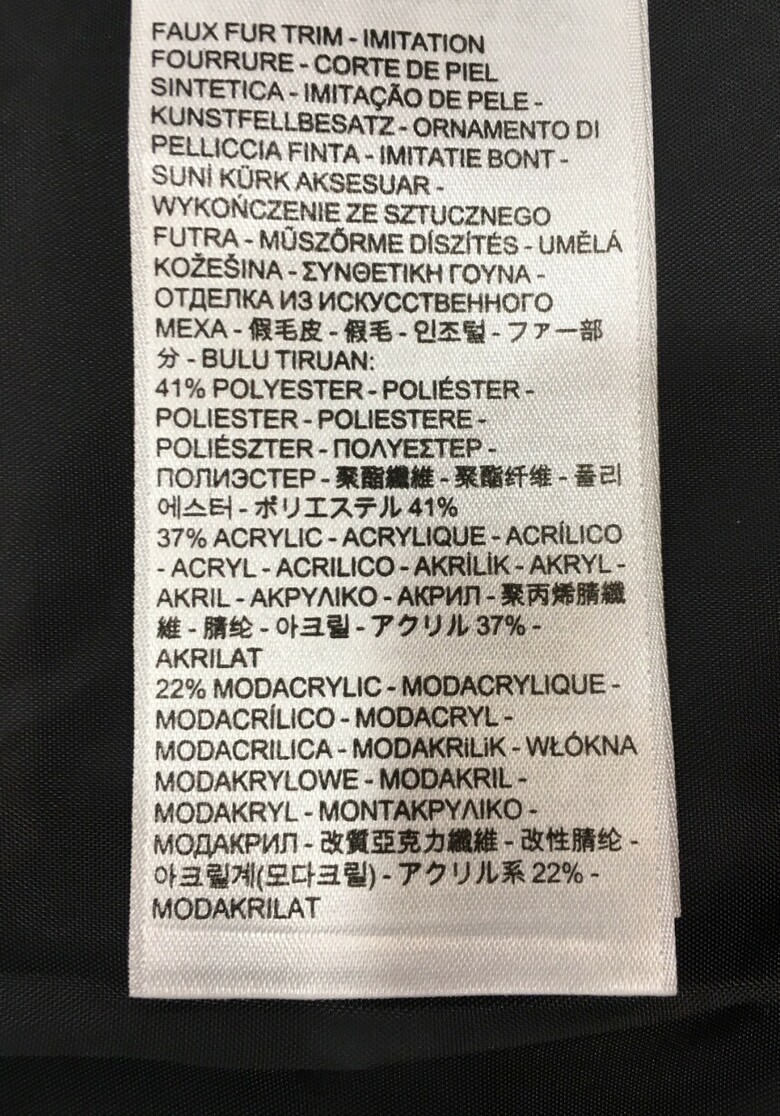 FAUX FUR TRIM - IMITATION
FOURRURE - CORTE DE PIEL
SINTETICA - IMITAÇÃO DE PELE -
KUNSTFELLBESATZ - ORNAMENTO DI
PELLICCIA FINTA - IMITATIE BONT -
SUNİ KÜRK AKSESUAR -
WYKOŃCZENIE ZE SZTUCZNEGO
FUTRA - MŰSZŐRME DÍSZÍTÉS - UMĚLÁ
KOŽEŠINA - ΣΥΝΘΕΤΙΚΗ ΓΟΥΝΑ -
ОТДЕЛКА ИЗ ИСКУССТВЕННОГО
МЕХА - 假毛皮 - 假毛 - 인조털 - ファー部
分 - BULU TIRUAN:
41% POLYESTER - POLIÉSTER -
POLIESTER - POLIESTERE -
POLIÉSZTER - ΠΟΛΥΕΣΤΕΡ -
ПОЛИЭСТЕР - 聚酯纖維 - 聚酯纤维 - 폴리
에스터 - ポリエステル 41%
37% ACRYLIC - ACRYLIQUE - ACRÍLICO
- ACRYL - ACRILICO - AKRİLİK - AKRYL -
AKRIL - ΑΚΡΥΛΙΚΟ - АКРИЛ - 聚丙烯腈纖
維 - 腈纶 - 아크릴 - アクリル 37% -
AKRILAT
22% MODACRYLIC - MODACRYLIQUE -
MODACRÍLICO - MODACRYL -
MODACRILICA - MODAKRiLiK - WŁÓKNA
MODAKRYLOWE - MODAKRIL -
MODAKRYL - ΜΟΝΤΑΚΡΥΛΙΚΟ -
МОДАКРИЛ - 改質亞克力纖維 - 改性腈纶 -
아크릴계(모다크릴) - アクリル系 22% -
MODAKRILAT